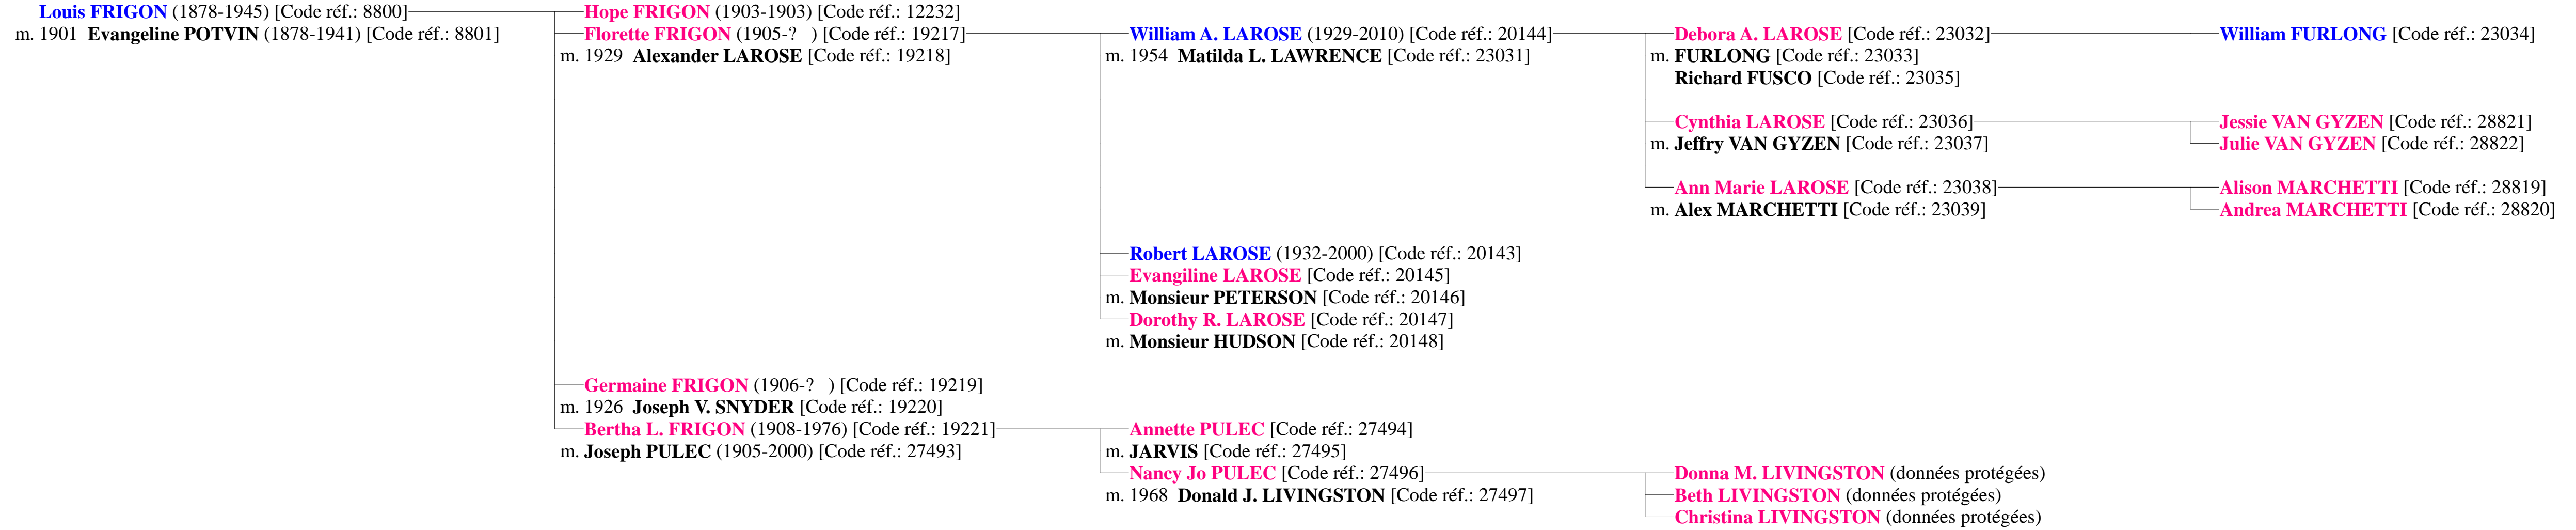 Louis FRIGON (1878-1945) [Code réf.: 8800]
m. 1901 Evangeline POTVIN (1878-1941) [Code réf.: 8801]
Hope FRIGON (1903-1903) [Code réf.: 12232]
Florette FRIGON (1905-? ) [Code réf.: 19217]
m. 1929 Alexander LAROSE [Code réf.: 19218]
William A. LAROSE (1929-2010) [Code réf.: 20144]
m. 1954 Matilda L. LAWRENCE [Code réf.: 23031]
Debora A. LAROSE [Code réf.: 23032]
m. FURLONG [Code réf.: 23033]
Richard FUSCO [Code réf.: 23035]
William FURLONG [Code réf.: 23034]
Cynthia LAROSE [Code réf.: 23036]
m. Jeffry VAN GYZEN [Code réf.: 23037]
Jessie VAN GYZEN [Code réf.: 28821]
Julie VAN GYZEN [Code réf.: 28822]
Ann Marie LAROSE [Code réf.: 23038]
m. Alex MARCHETTI [Code réf.: 23039]
Alison MARCHETTI [Code réf.: 28819]
Andrea MARCHETTI [Code réf.: 28820]
Robert LAROSE (1932-2000) [Code réf.: 20143]
Evangiline LAROSE [Code réf.: 20145]
m. Monsieur PETERSON [Code réf.: 20146]
Dorothy R. LAROSE [Code réf.: 20147]
m. Monsieur HUDSON [Code réf.: 20148]
Germaine FRIGON (1906-? ) [Code réf.: 19219]
m. 1926 Joseph V. SNYDER [Code réf.: 19220]
Bertha L. FRIGON (1908-1976) [Code réf.: 19221]
m. Joseph PULEC (1905-2000) [Code réf.: 27493]
Annette PULEC [Code réf.: 27494]
m. JARVIS [Code réf.: 27495]
Nancy Jo PULEC [Code réf.: 27496]
m. 1968 Donald J. LIVINGSTON [Code réf.: 27497]
Donna M. LIVINGSTON (données protégées)
Beth LIVINGSTON (données protégées)
Christina LIVINGSTON (données protégées)